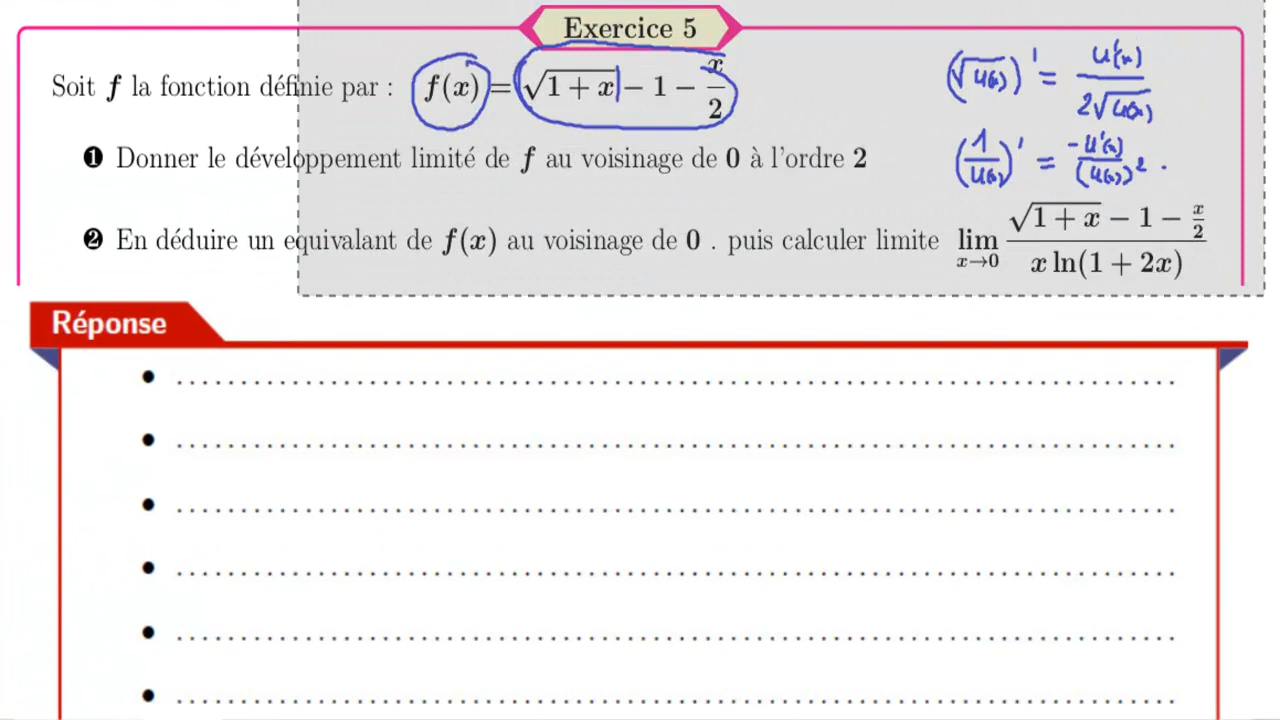 Exercice 5
Soit f la fonction définie par : f(x) = √(1 + x) − 1 − x/2
(√u(x))' = u'(x) / 2√u(x)
❶ Donner le développement limité de f au voisinage de 0 à l'ordre 2
(1/u(x))' = −u'(x) / (u(x))² .
❷ En déduire un equivalant de f(x) au voisinage de 0 . puis calculer limite lim x→0 (√(1 + x) − 1 − x/2) / (x ln(1 + 2x))
Réponse